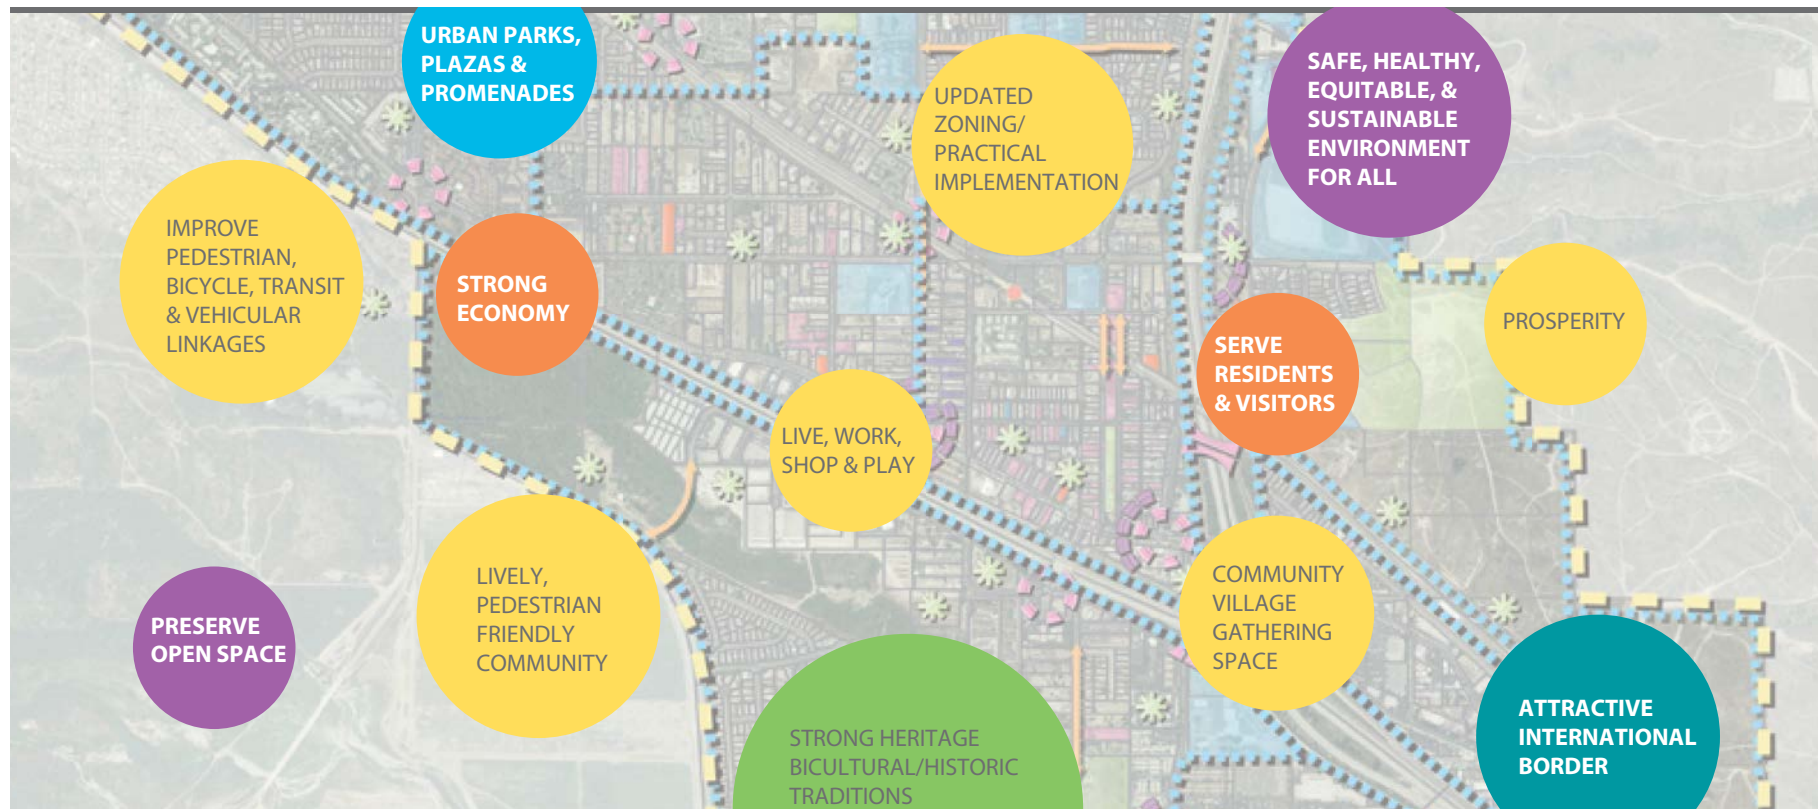 URBAN PARKS,
PLAZAS &
PROMENADES
SAFE, HEALTHY,
EQUITABLE, &
SUSTAINABLE
ENVIRONMENT
FOR ALL
UPDATED
ZONING/
PRACTICAL
IMPLEMENTATION
IMPROVE
PEDESTRIAN,
BICYCLE, TRANSIT
& VEHICULAR
LINKAGES
STRONG
ECONOMY
PROSPERITY
SERVE
RESIDENTS
& VISITORS
LIVE, WORK,
SHOP & PLAY
LIVELY,
PEDESTRIAN
FRIENDLY
COMMUNITY
COMMUNITY
VILLAGE
GATHERING
SPACE
PRESERVE
OPEN SPACE
ATTRACTIVE
INTERNATIONAL
BORDER
STRONG HERITAGE
BICULTURAL/HISTORIC
TRADITIONS